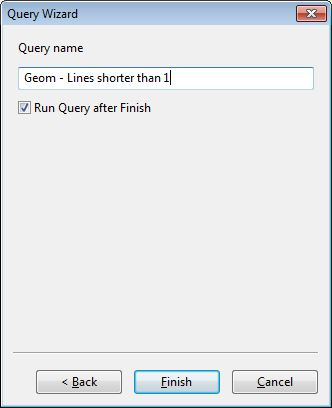 Query Wizard
Query name
Geom - Lines shorter than 1
Run Query after Finish
< Back
Finish
Cancel